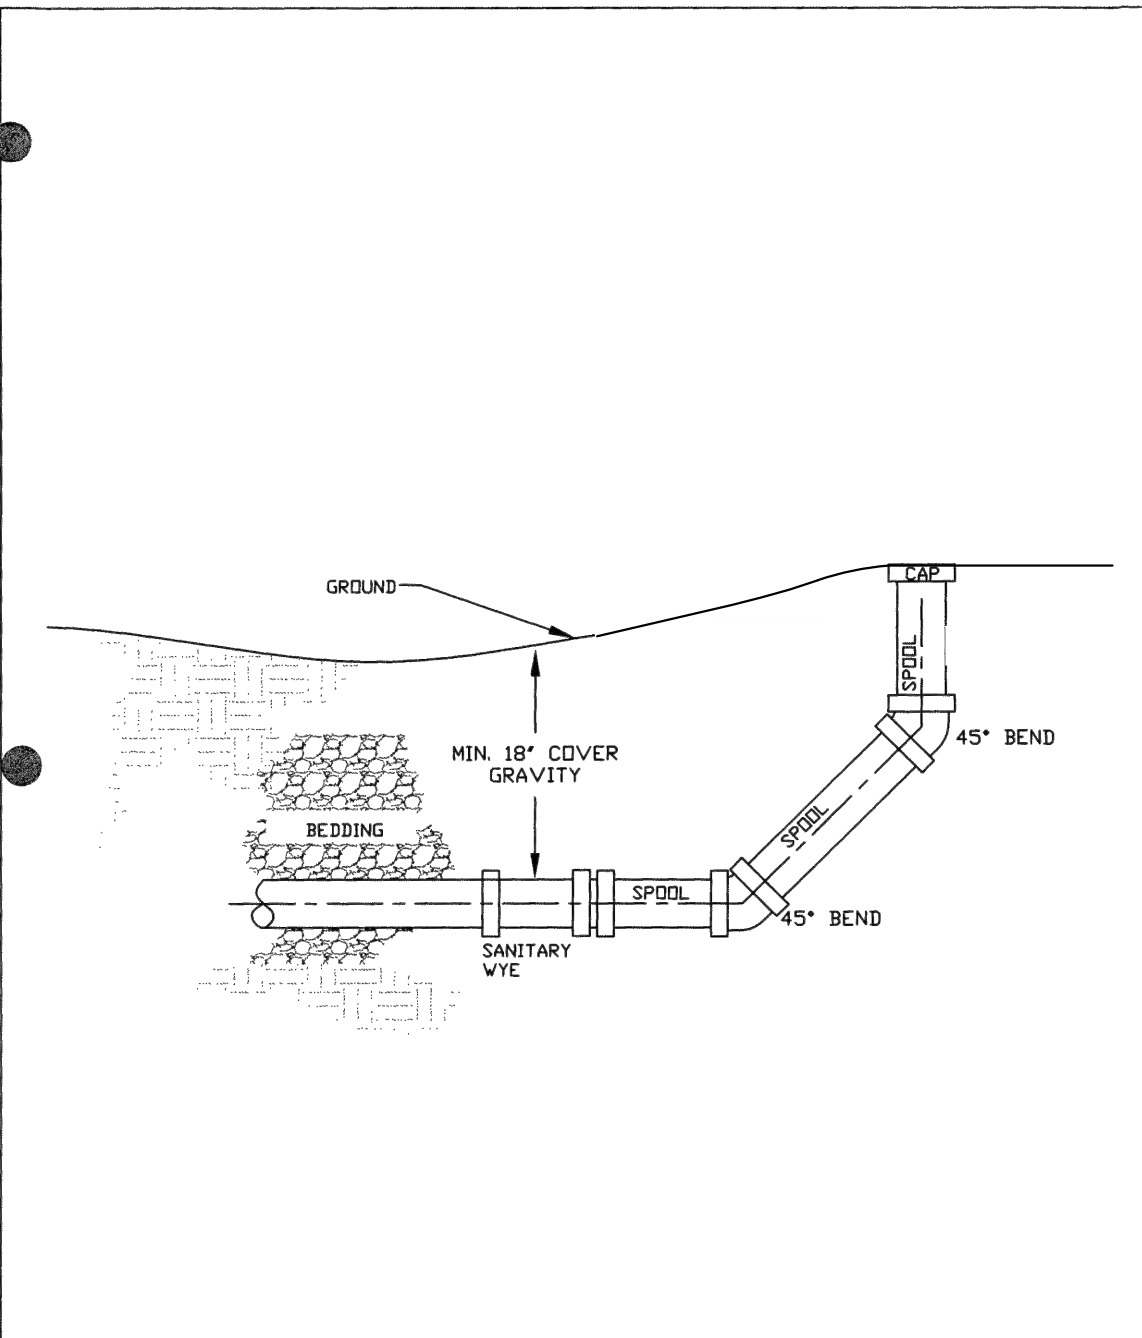 GROUND
CAP
SPOOL
45° BEND
MIN. 18" COVER
GRAVITY
SPOOL
BEDDING
SPOOL
45° BEND
SANITARY
WYE